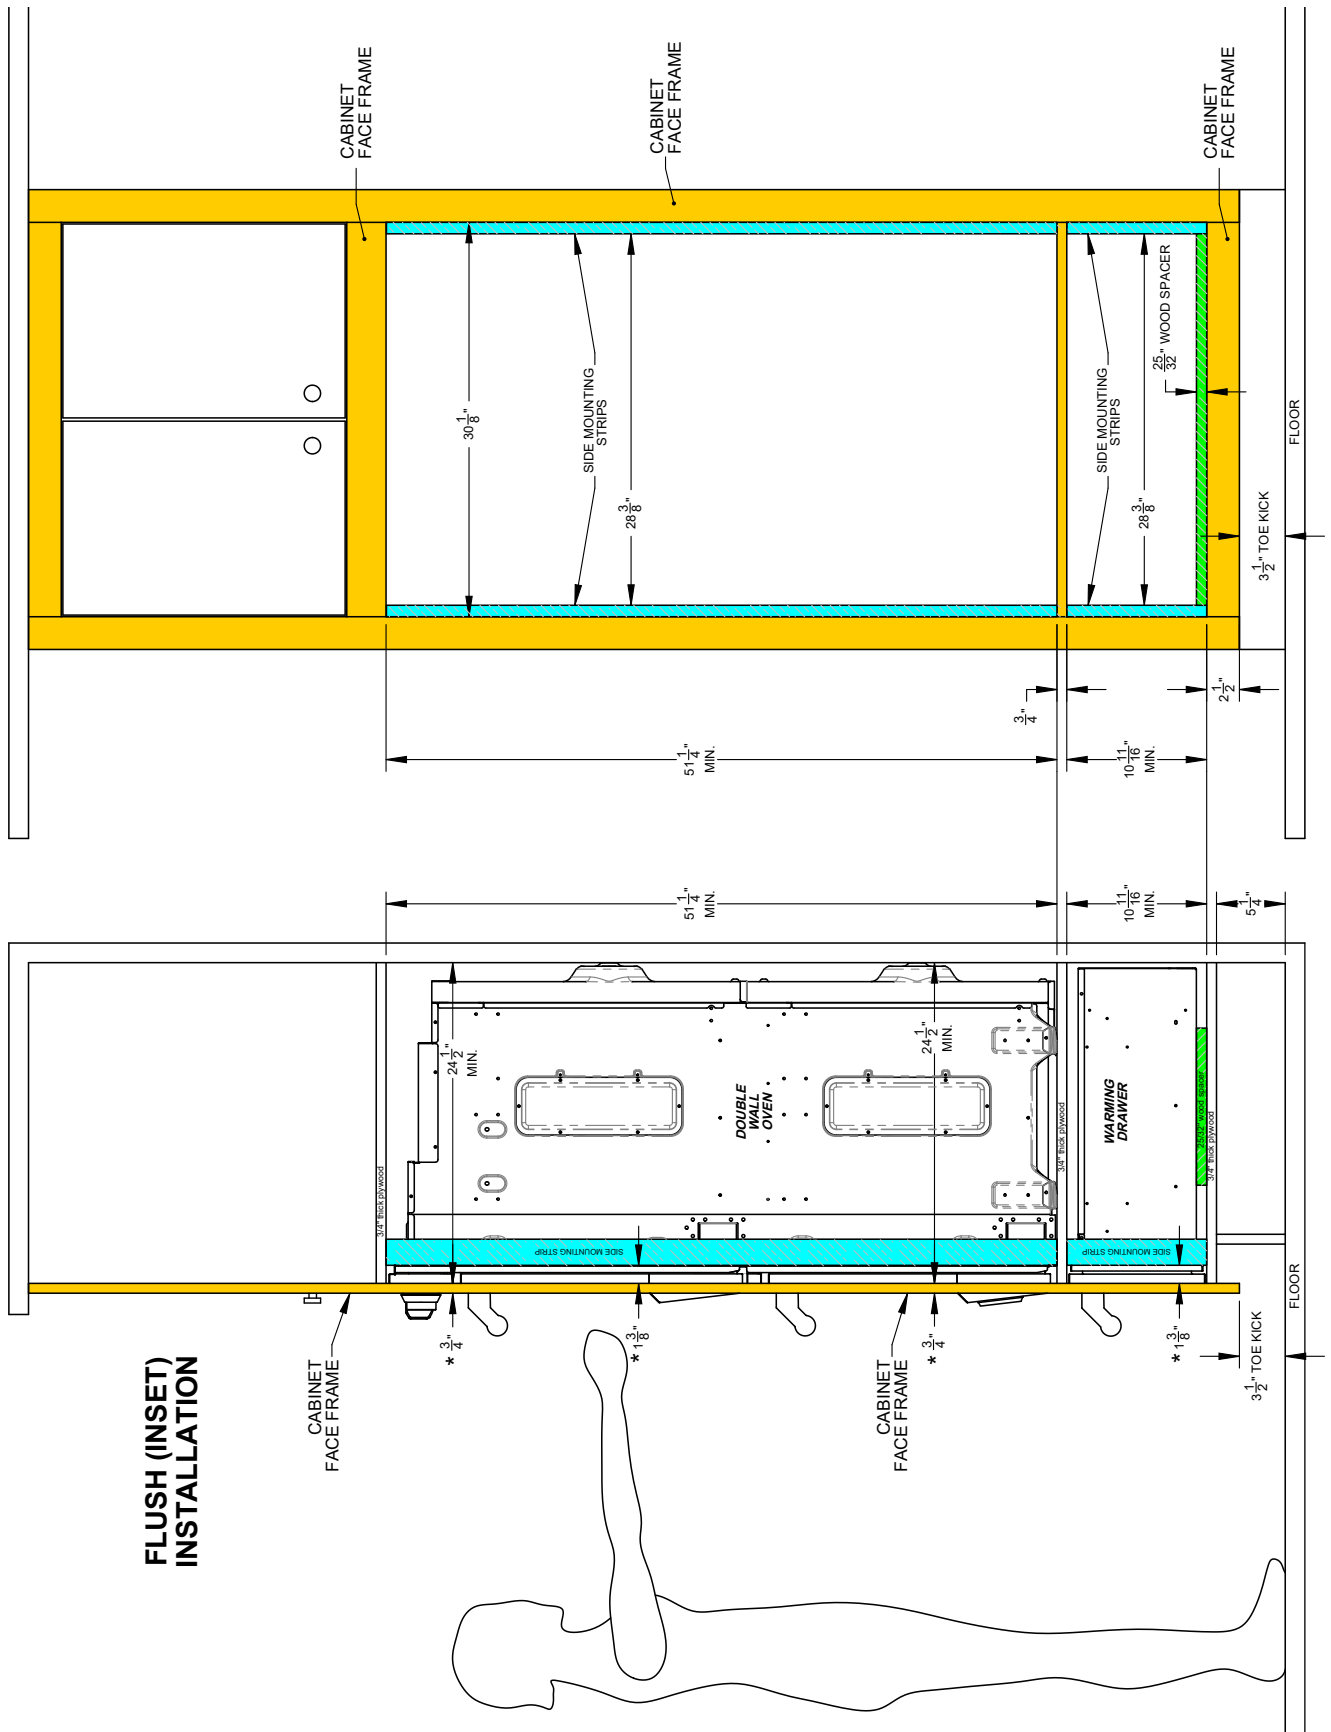 FLUSH (INSET)
INSTALLATION
CABINET
FACE FRAME
CABINET
FACE FRAME
* 3/4"
* 1 3/8"
* 3/4"
* 1 3/8"
3 1/2" TOE KICK
FLOOR
3/4" thick plywood
24 1/2"
MIN.
SIDE MOUNTING STRIP
DOUBLE
WALL
OVEN
24 1/2"
MIN.
3/4" thick plywood
WARMING
DRAWER
SIDE MOUNTING STRIP
25/32" wood spacer
3/4" thick plywood
51 1/4"
MIN.
10 11/16"
MIN.
5 1/4"
51 1/4"
MIN.
3/4"
10 11/16"
MIN.
2 1/2"
CABINET
FACE FRAME
CABINET
FACE FRAME
CABINET
FACE FRAME
30 1/8"
SIDE MOUNTING
STRIPS
28 3/8"
SIDE MOUNTING
STRIPS
28 3/8"
25/32" WOOD SPACER
3 1/2" TOE KICK
FLOOR